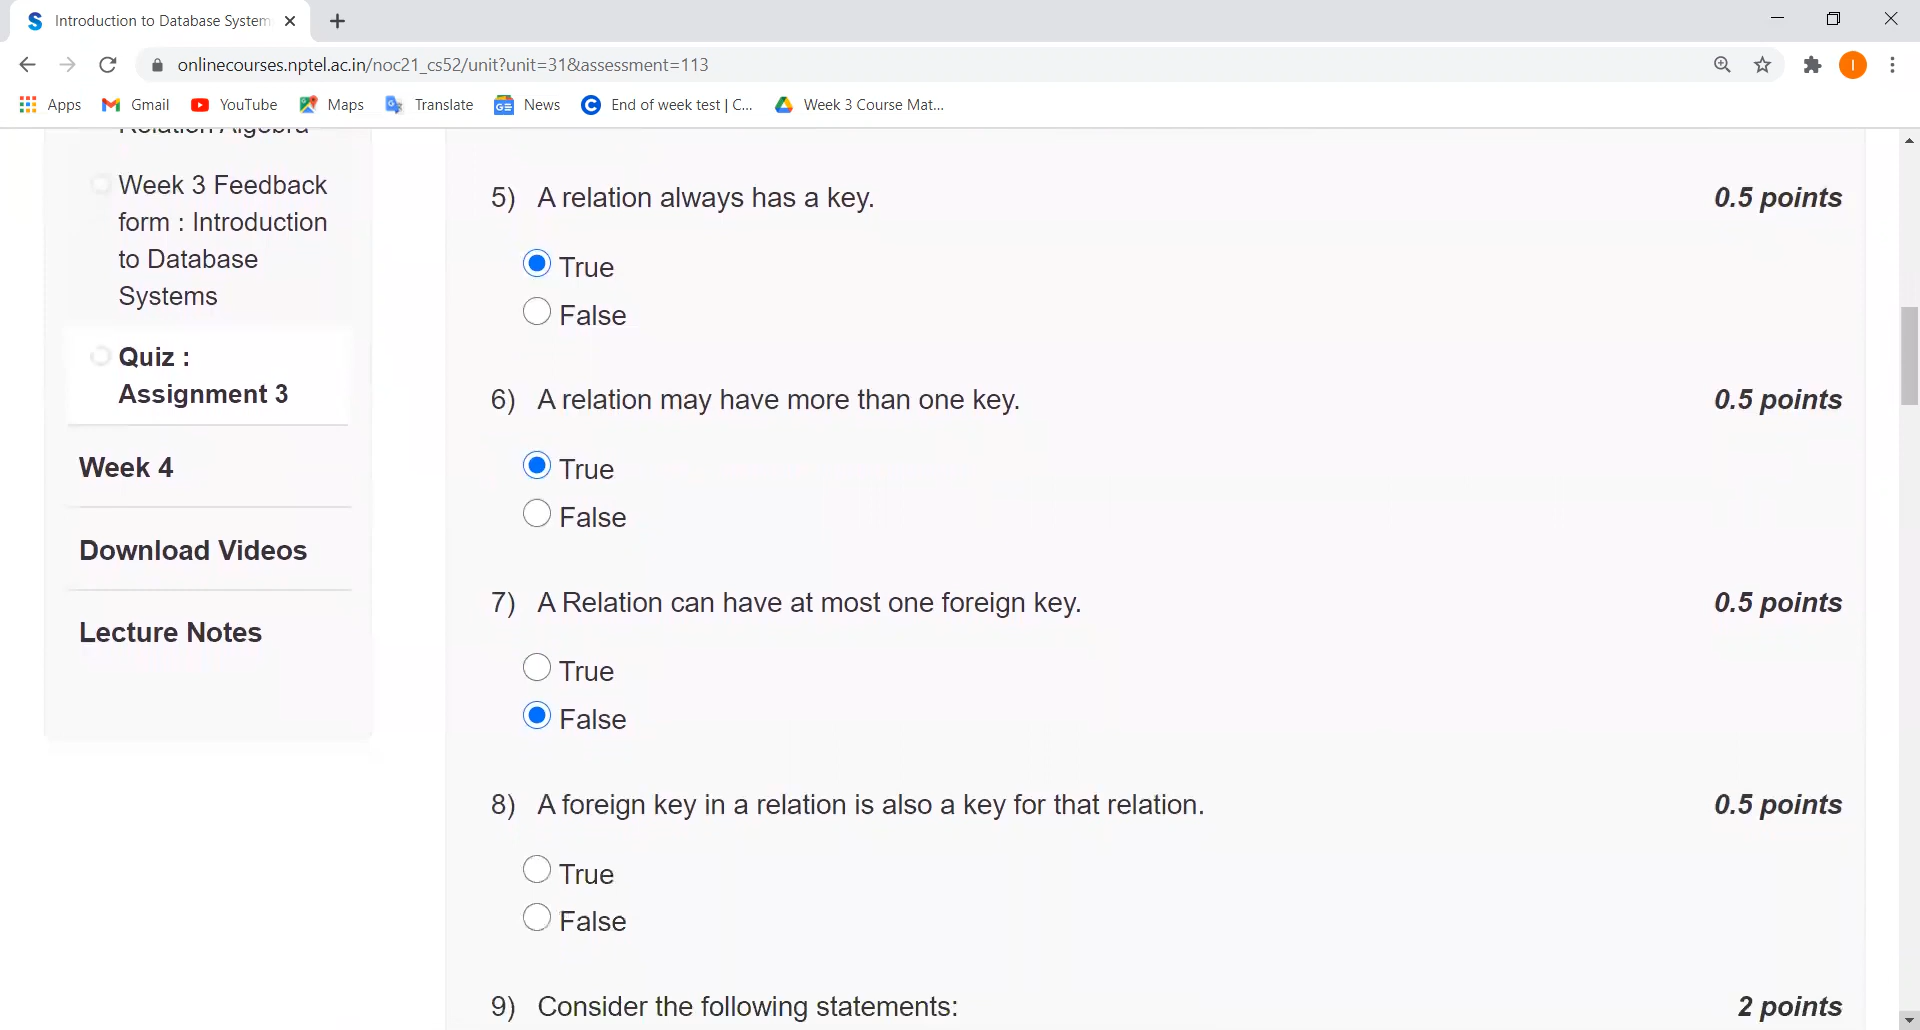 Introduction to Database System
onlinecourses.nptel.ac.in/noc21_cs52/unit?unit=31&assessment=113
I
Apps Gmail YouTube Maps Translate News End of week test | C... Week 3 Course Mat...
Relation Algebra
Week 3 Feedback
form : Introduction
to Database
Systems
Quiz :
Assignment 3
Week 4
Download Videos
Lecture Notes
5) A relation always has a key. 0.5 points
True
False
6) A relation may have more than one key. 0.5 points
True
False
7) A Relation can have at most one foreign key. 0.5 points
True
False
8) A foreign key in a relation is also a key for that relation. 0.5 points
True
False
9) Consider the following statements: 2 points